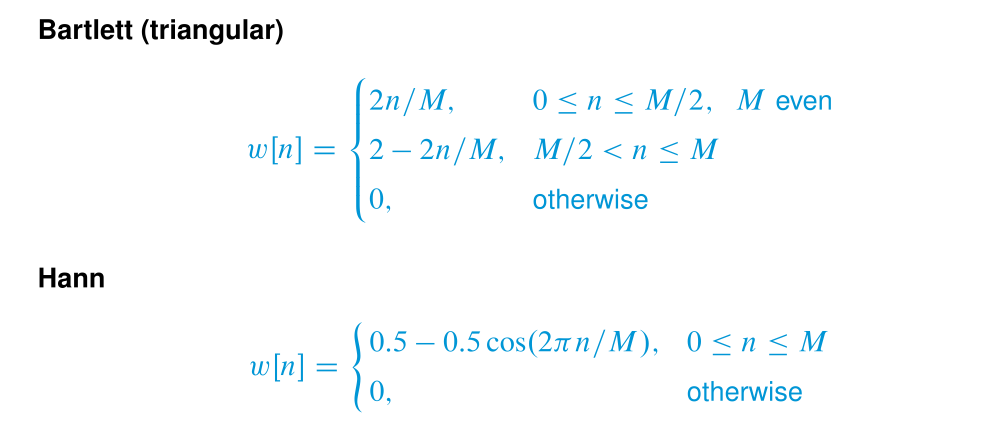 Bartlett (triangular)
2n/M, 0 ≤ n ≤ M/2, M even
w[n] = { 2 − 2n/M, M/2 < n ≤ M
0, otherwise
Hann
0.5 − 0.5 cos(2πn/M), 0 ≤ n ≤ M
w[n] = {
0, otherwise